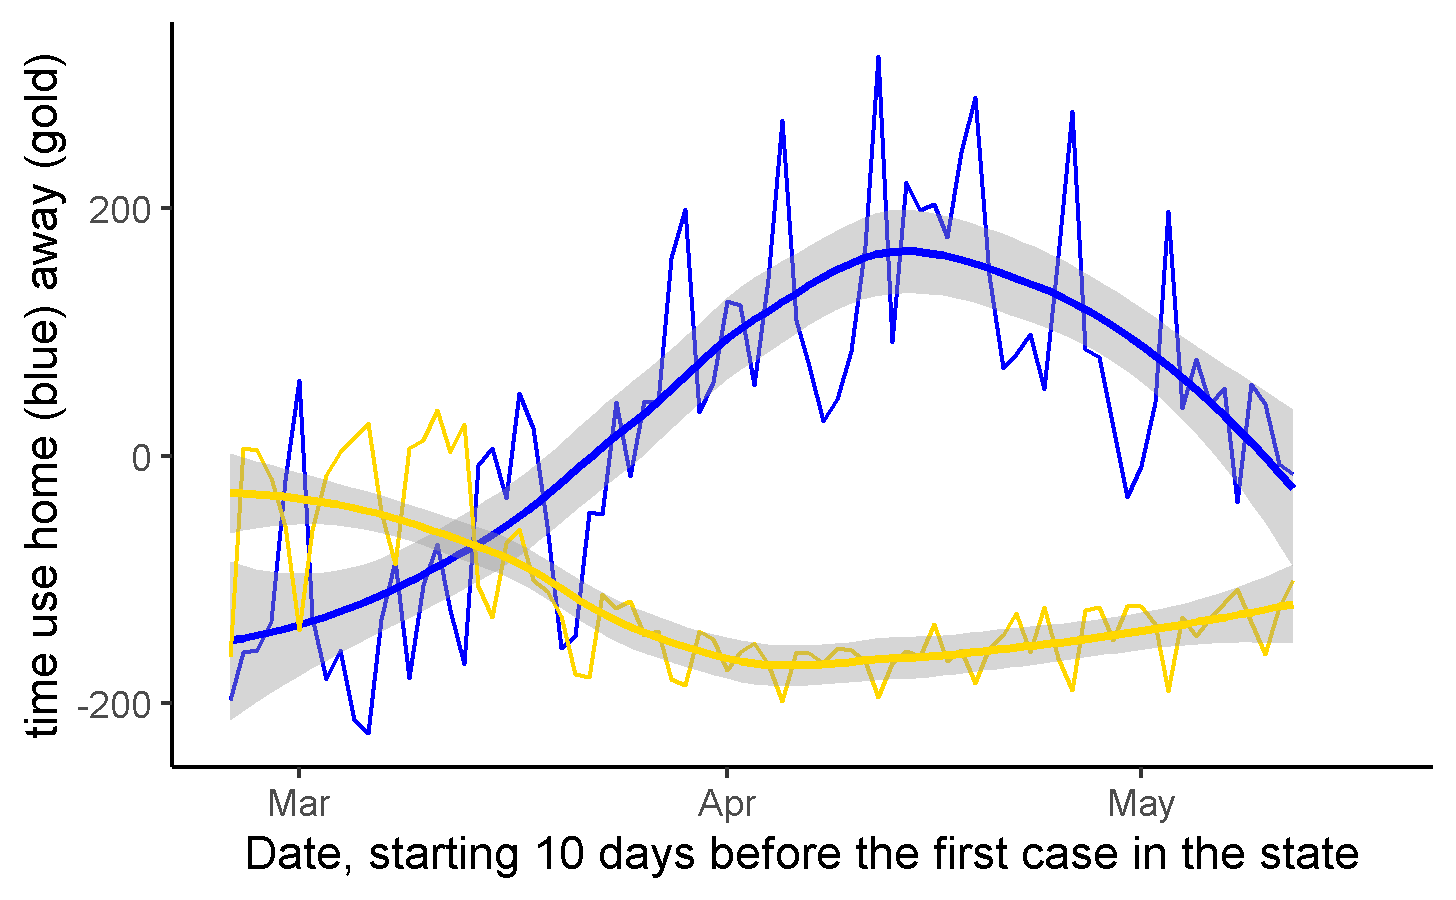 time use home (blue) away (gold)
200
0
-200
Mar
Apr
May
Date, starting 10 days before the first case in the state